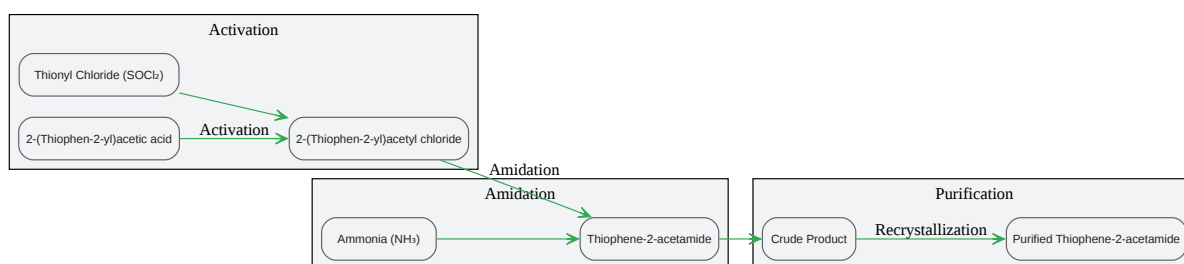 Activation
Thionyl Chloride (SOCl₂)
2-(Thiophen-2-yl)acetic acid
Activation
2-(Thiophen-2-yl)acetyl chloride
Amidation
Amidation
Ammonia (NH₃)
Thiophene-2-acetamide
Purification
Crude Product
Recrystallization
Purified Thiophene-2-acetamide